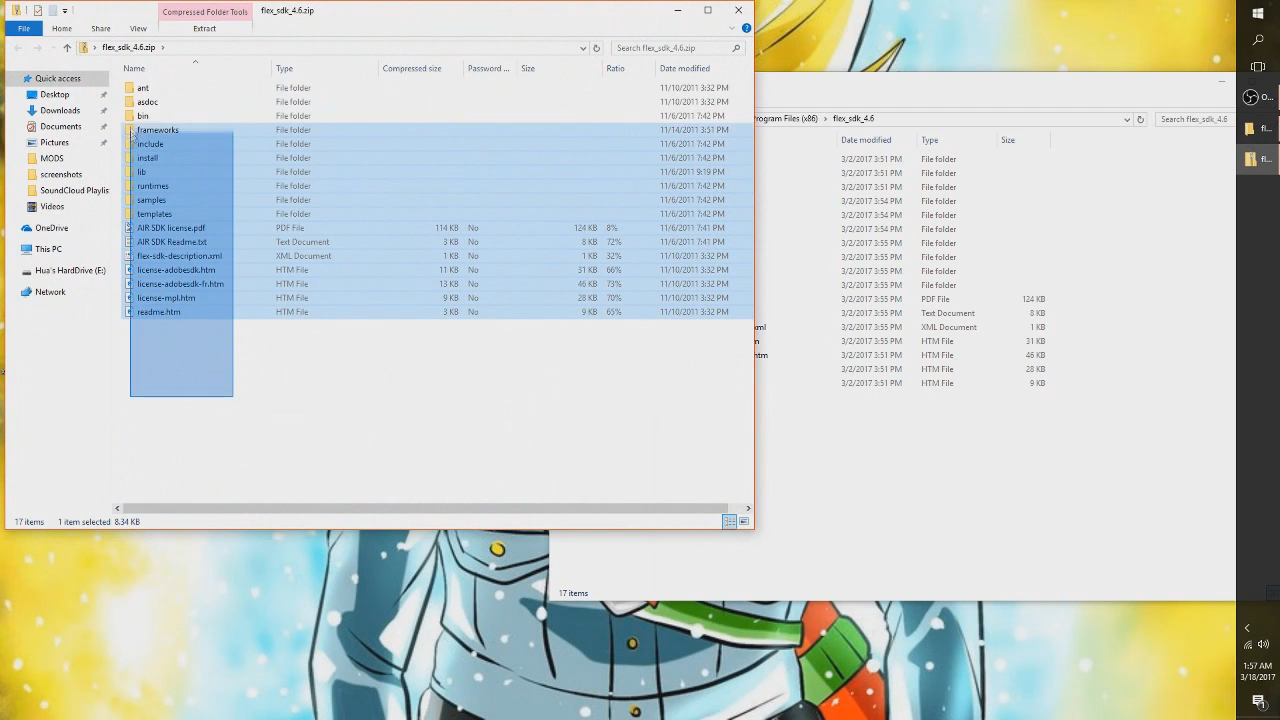 Compressed Folder Tools
flex_sdk_4.6.zip
File Home Share View Extract
flex_sdk_4.6.zip
Search flex_sdk_4.6.zip
Name Type Compressed size Password ... Size Ratio Date modified
Quick access
Desktop
Downloads
Documents
Pictures
MODS
screenshots
SoundCloud Playlis
Videos
OneDrive
This PC
Hua's HardDrive (E:)
Network
ant File folder 11/10/2011 3:32 PM
asdoc File folder 11/10/2011 3:32 PM
bin File folder 11/6/2011 7:42 PM
frameworks File folder 11/14/2011 3:51 PM
include File folder 11/6/2011 7:42 PM
install File folder 11/6/2011 7:42 PM
lib File folder 11/6/2011 9:19 PM
runtimes File folder 11/6/2011 7:42 PM
samples File folder 11/6/2011 7:42 PM
templates File folder 11/6/2011 7:42 PM
AIR SDK license.pdf PDF File 114 KB No 124 KB 8% 11/6/2011 7:41 PM
AIR SDK Readme.txt Text Document 3 KB No 8 KB 72% 11/6/2011 7:41 PM
flex-sdk-description.xml XML Document 1 KB No 1 KB 32% 11/10/2011 3:32 PM
license-adobesdk.htm HTM File 11 KB No 31 KB 66% 11/10/2011 3:32 PM
license-adobesdk-fr.htm HTM File 13 KB No 46 KB 73% 11/10/2011 3:32 PM
license-mpl.htm HTM File 9 KB No 28 KB 70% 11/10/2011 3:32 PM
readme.htm HTM File 3 KB No 9 KB 65% 11/10/2011 3:32 PM
17 items 1 item selected 8.34 KB
rogram Files (x86) flex_sdk_4.6
Search flex_sdk_4.6
Date modified Type Size
3/2/2017 3:51 PM File folder
3/2/2017 3:51 PM File folder
3/2/2017 3:51 PM File folder
3/2/2017 3:54 PM File folder
3/2/2017 3:54 PM File folder
3/2/2017 3:54 PM File folder
3/2/2017 3:55 PM File folder
3/2/2017 3:55 PM File folder
3/2/2017 3:55 PM File folder
3/2/2017 3:55 PM File folder
3/2/2017 3:55 PM PDF File 124 KB
3/2/2017 3:55 PM Text Document 8 KB
xml 3/2/2017 3:55 PM XML Document 1 KB
m 3/2/2017 3:51 PM HTM File 31 KB
htm 3/2/2017 3:55 PM HTM File 46 KB
3/2/2017 3:51 PM HTM File 28 KB
3/2/2017 3:51 PM HTM File 9 KB
17 items
O...
fl...
fl...
1:57 AM
3/18/2017